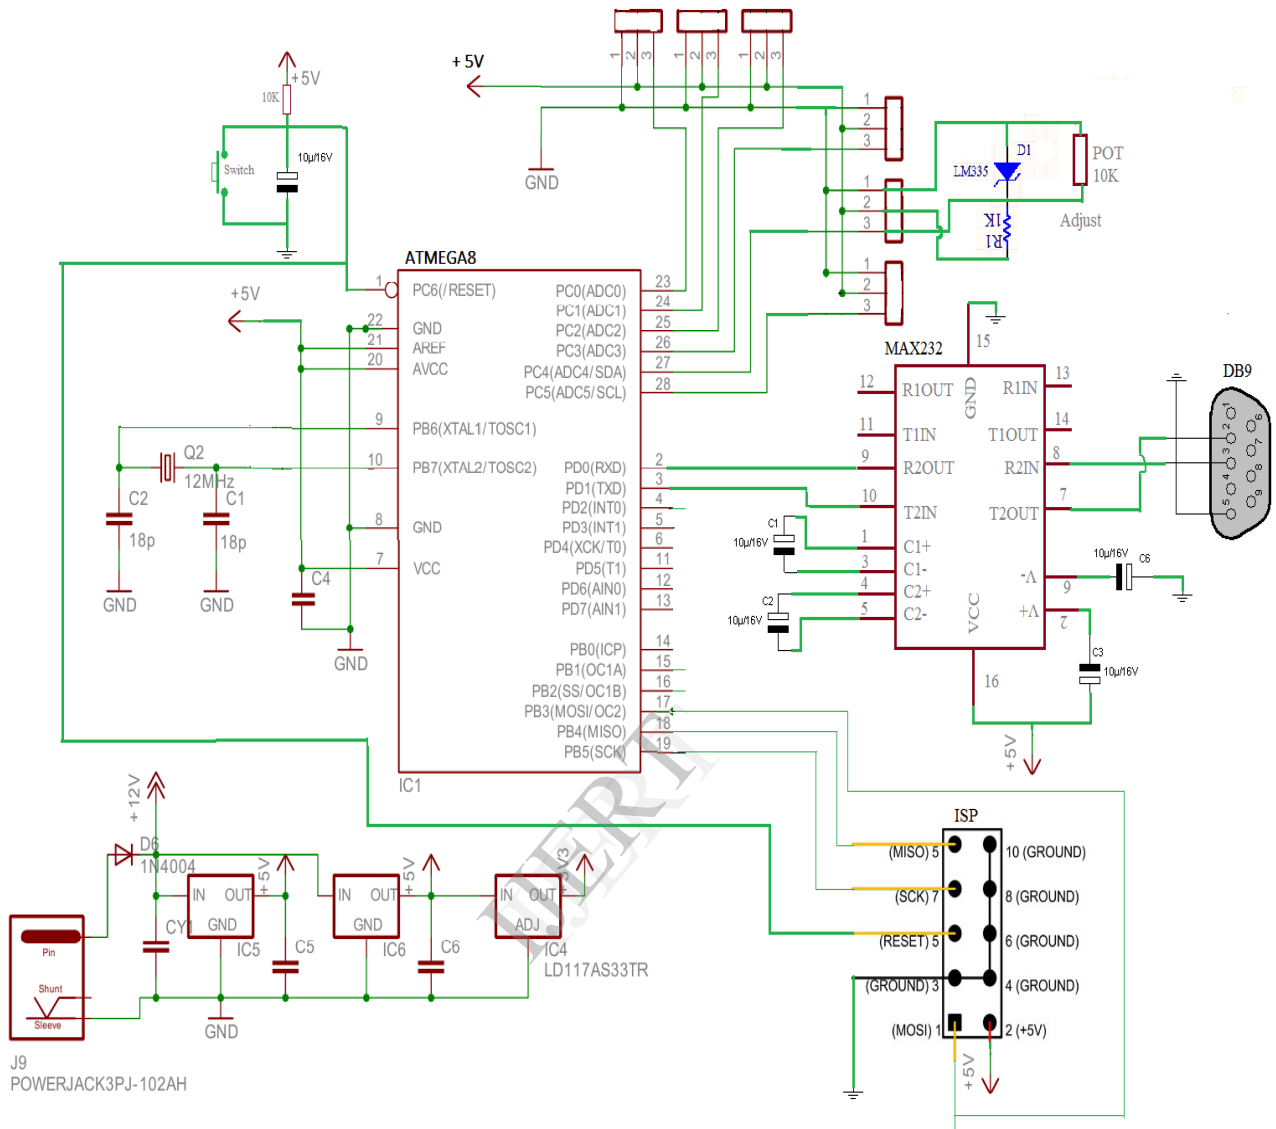 1 2 3
1 2 3
1 2 3
+ 5V
+5V
10K
10µ/16V
Switch
GND
1
2
3
1
2
3
1
2
3
D1
LM335
POT
10K
1K
R1
Adjust
ATMEGA8
+5V
1 PC6(/RESET)
22 GND
21 AREF
20 AVCC
9 PB6(XTAL1/TOSC1)
10 PB7(XTAL2/TOSC2)
8 GND
7 VCC
PC0(ADC0) 23
PC1(ADC1) 24
PC2(ADC2) 25
PC3(ADC3) 26
PC4(ADC4/SDA) 27
PC5(ADC5/SCL) 28
PD0(RXD) 2
PD1(TXD) 3
PD2(INT0) 4
PD3(INT1) 5
PD4(XCK/T0) 6
PD5(T1) 11
PD6(AIN0) 12
PD7(AIN1) 13
PB0(ICP) 14
PB1(OC1A) 15
PB2(SS/OC1B) 16
PB3(MOSI/OC2) 17
PB4(MISO) 18
PB5(SCK) 19
IC1
Q2
12MHz
C2
18p
C1
18p
GND
GND
C4
GND
MAX232
15
GND
12 R1OUT
11 T1IN
9 R2OUT
10 T2IN
1 C1+
3 C1-
4 C2+
5 C2-
R1IN 13
T1OUT 14
R2IN 8
T2OUT 7
V- 9
V+ 2
VCC
16
C1
10µ/16V
C2
10µ/16V
10µ/16V C6
C3
10µ/16V
+5V
DB9
1
2
3
4
5
6
7
8
9
IJERT
+12V
D6
1N4004
+5V
+5V
3V3
IN OUT
GND
IC5
IN OUT
GND
IC6
IN OUT
ADJ
IC4
LD117AS33TR
CY1
C5
C6
GND
Pin
Shunt
Sleeve
J9
POWERJACK3PJ-102AH
ISP
(MISO) 5 10 (GROUND)
(SCK) 7 8 (GROUND)
(RESET) 5 6 (GROUND)
(GROUND) 3 4 (GROUND)
(MOSI) 1 2 (+5V)
+5V